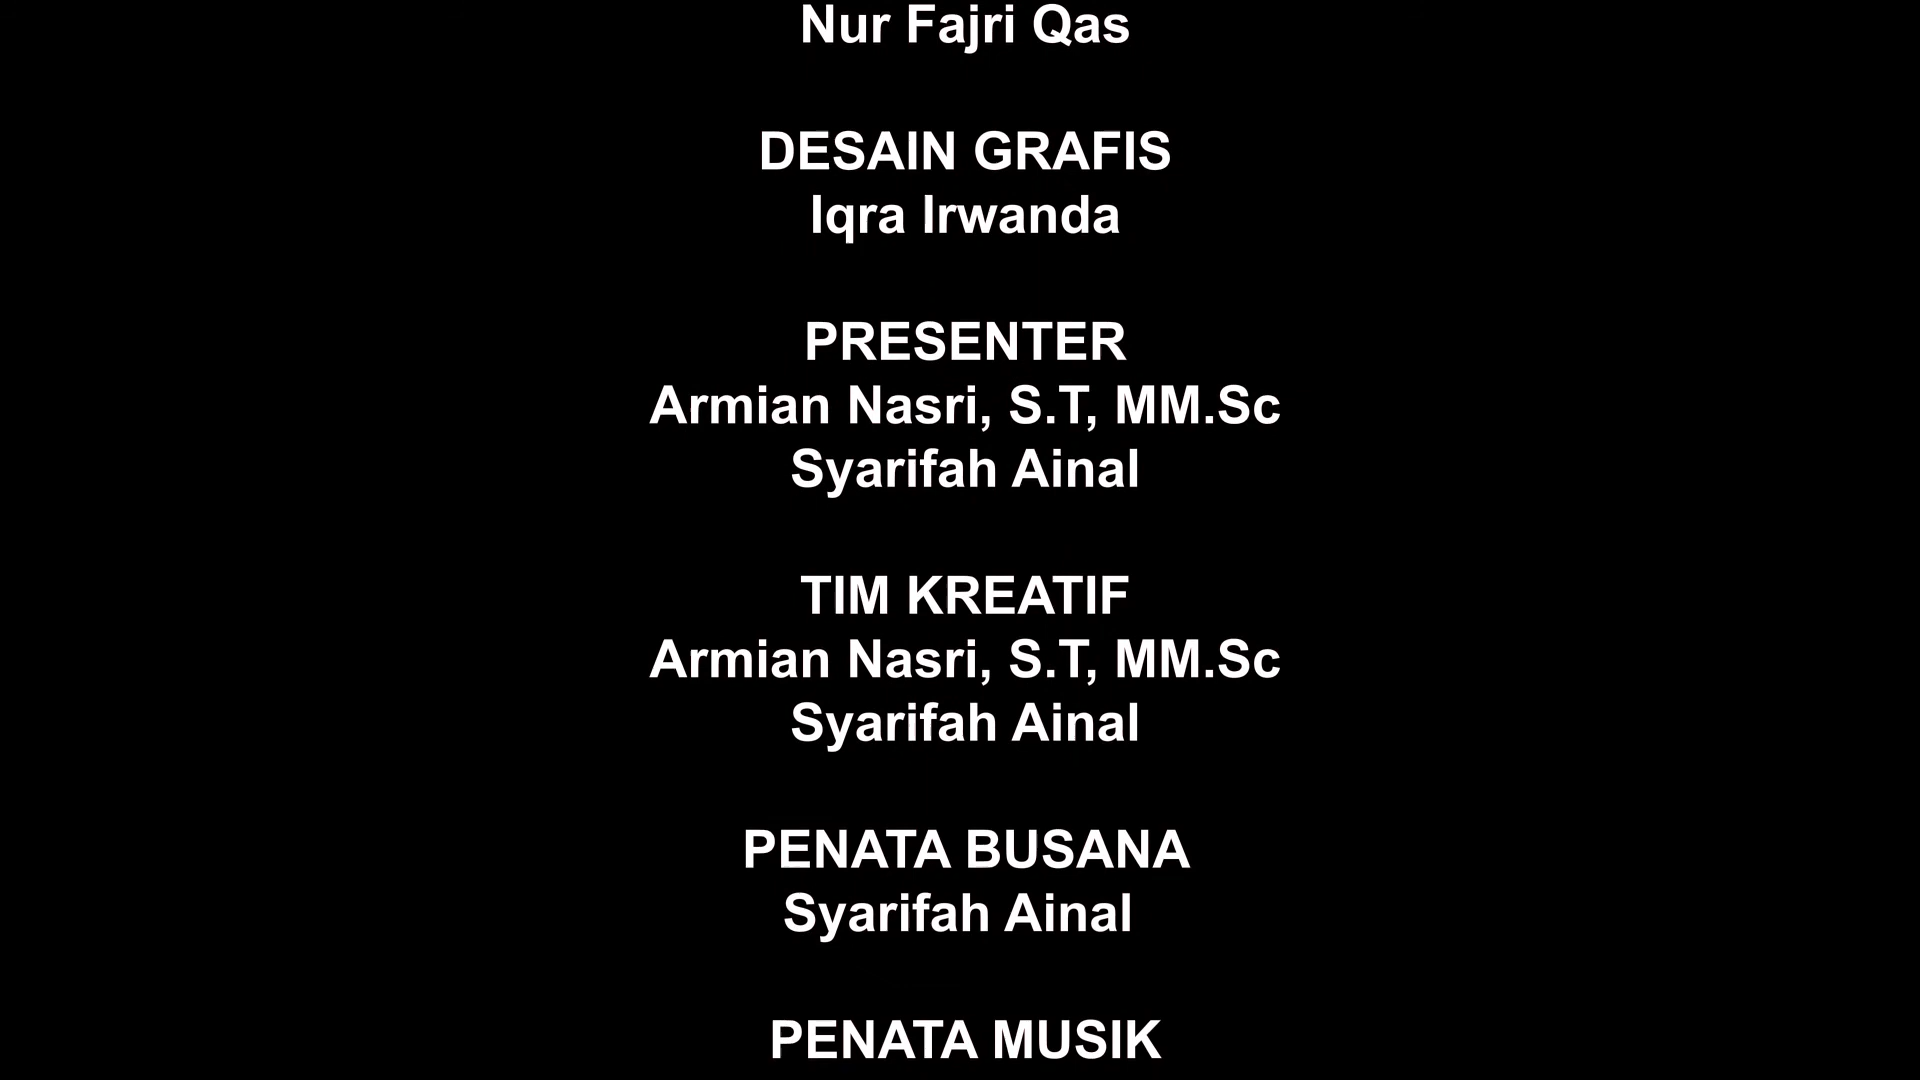 Nur Fajri Qas
DESAIN GRAFIS
Iqra Irwanda
PRESENTER
Armian Nasri, S.T, MM.Sc
Syarifah Ainal
TIM KREATIF
Armian Nasri, S.T, MM.Sc
Syarifah Ainal
PENATA BUSANA
Syarifah Ainal
PENATA MUSIK